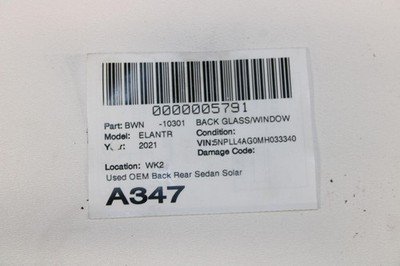 0000005791
Part: BWN -10301 BACK GLASS/WINDOW
Model: ELANTR Condition:
Year: 2021 VIN:5NPLL4AG0MH033340
Damage Code:
Location: WK2
Used OEM Back Rear Sedan Solar
A347